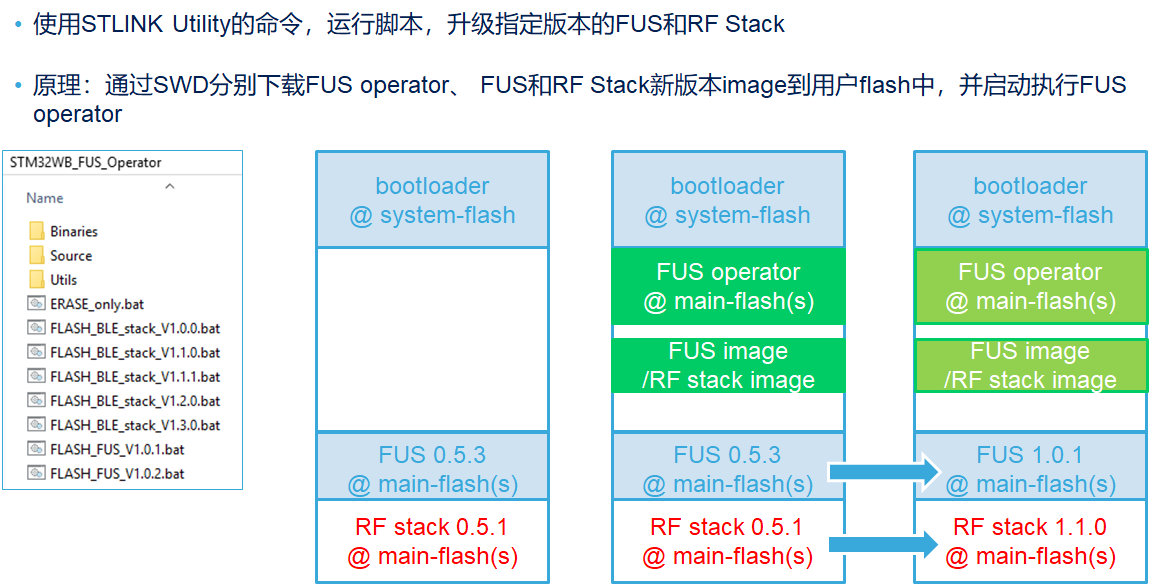 • 使用STLINK Utility的命令，运行脚本，升级指定版本的FUS和RF Stack
• 原理：通过SWD分别下载FUS operator、 FUS和RF Stack新版本image到用户flash中，并启动执行FUS
operator
STM32WB_FUS_Operator
Name
Binaries
Source
Utils
ERASE_only.bat
FLASH_BLE_stack_V1.0.0.bat
FLASH_BLE_stack_V1.1.0.bat
FLASH_BLE_stack_V1.1.1.bat
FLASH_BLE_stack_V1.2.0.bat
FLASH_BLE_stack_V1.3.0.bat
FLASH_FUS_V1.0.1.bat
FLASH_FUS_V1.0.2.bat
bootloader
@ system-flash
FUS 0.5.3
@ main-flash(s)
RF stack 0.5.1
@ main-flash(s)
bootloader
@ system-flash
FUS operator
@ main-flash(s)
FUS image
/RF stack image
FUS 0.5.3
@ main-flash(s)
RF stack 0.5.1
@ main-flash(s)
bootloader
@ system-flash
FUS operator
@ main-flash(s)
FUS image
/RF stack image
FUS 1.0.1
@ main-flash(s)
RF stack 1.1.0
@ main-flash(s)